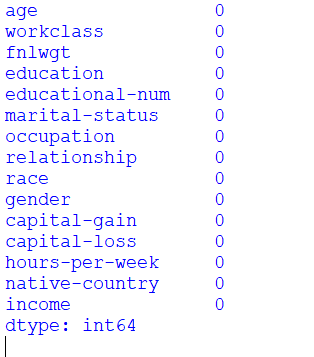 age                 0
workclass           0
fnlwgt              0
education           0
educational-num     0
marital-status      0
occupation          0
relationship        0
race                0
gender              0
capital-gain        0
capital-loss        0
hours-per-week      0
native-country      0
income              0
dtype: int64